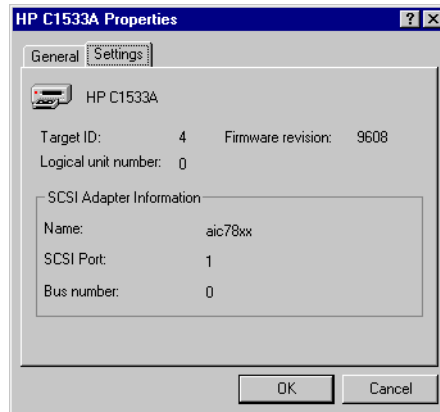 HP C1533A Properties
General Settings
HP C1533A
Target ID: 4 Firmware revision: 9608
Logical unit number: 0
SCSI Adapter Information
Name: aic78xx
SCSI Port: 1
Bus number: 0
OK Cancel